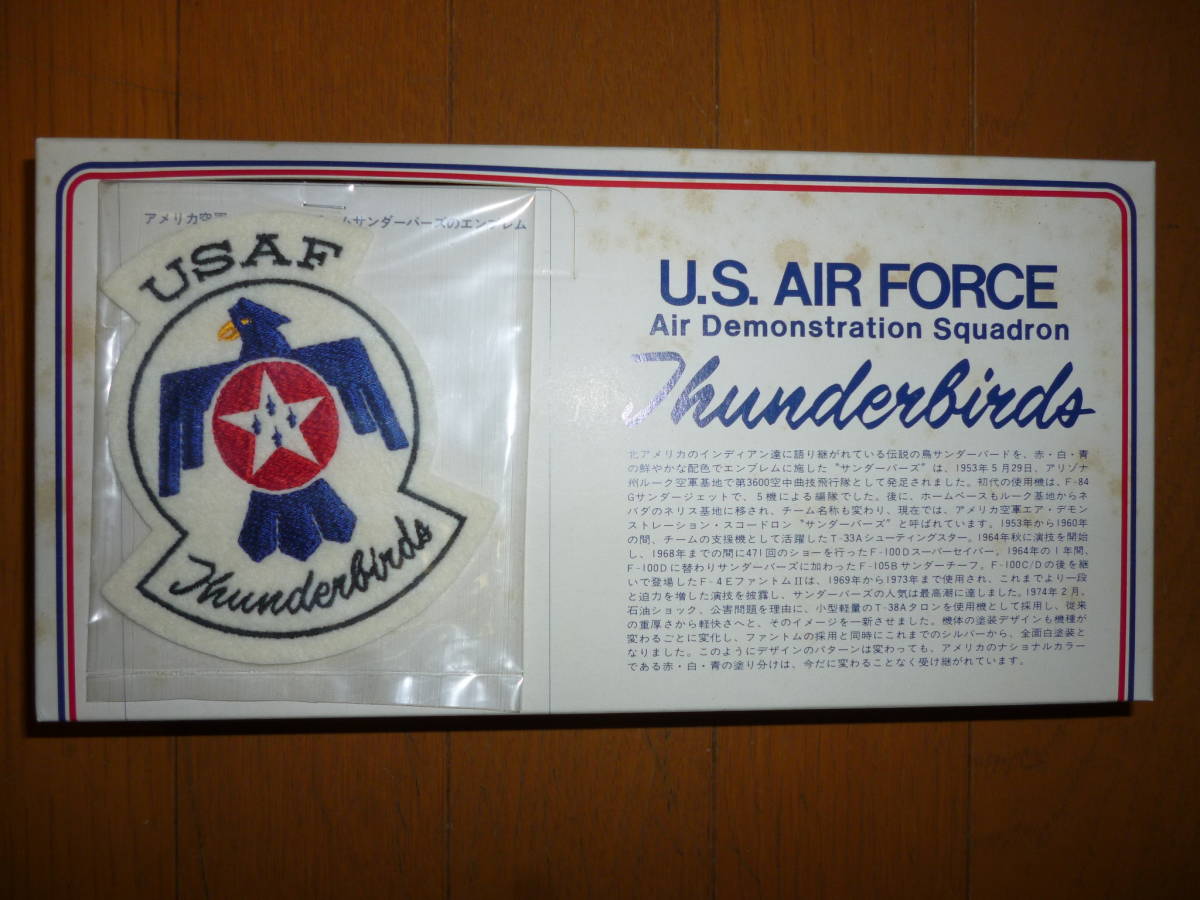 アメリカ空軍 ームサンダーバーズのエンブレム
USAF
Thunderbirds
U.S. AIR FORCE
Air Demonstration Squadron
Thunderbirds
北アメリカのインディアン達に語り継がれている伝説の鳥サンダーバードを、赤・白・青
の鮮やかな配色でエンブレムに施した“サンダーバーズ”は、1953年5月29日、アリゾナ
州ルーク空軍基地で第3600空中曲技飛行隊として発足されました。初代の使用機は、F-84
Gサンダージェットで、5機による編隊でした。後に、ホームベースもルーク基地からネ
バダのネリス基地に移され、チーム名称も変わり、現在では、アメリカ空軍エア・デモン
ストレーション・スコードロン“サンダーバーズ”と呼ばれています。1953年から1960年
の間、チームの支援機として活躍したT-33Aシューティングスター。1964年秋に演技を開始
し、1968年までの間に471回のショーを行ったF-100Dスーパーセイバー。1964年の1年間、
F-100Dに替わりサンダーバーズに加わったF-105Bサンダーチーフ。F-100C/Dの後を継
いで登場したF-4EファントムIIは、1969年から1973年まで使用され、これまでより一段
と迫力を増した演技を披露し、サンダーバーズの人気は最高潮に達しました。1974年2月、
石油ショック、公害問題を理由に、小型軽量のT-38Aタロンを使用機として採用し、従来
の重厚さから軽快さへと、そのイメージを一新させました。機体の塗装デザインも機種が
変わるごとに変化し、ファントムの採用と同時にこれまでのシルバーから、全面白塗装と
なりました。このようにデザインのパターンは変わっても、アメリカのナショナルカラー
である赤・白・青の塗り分けは、今だに変わることなく受け継がれています。